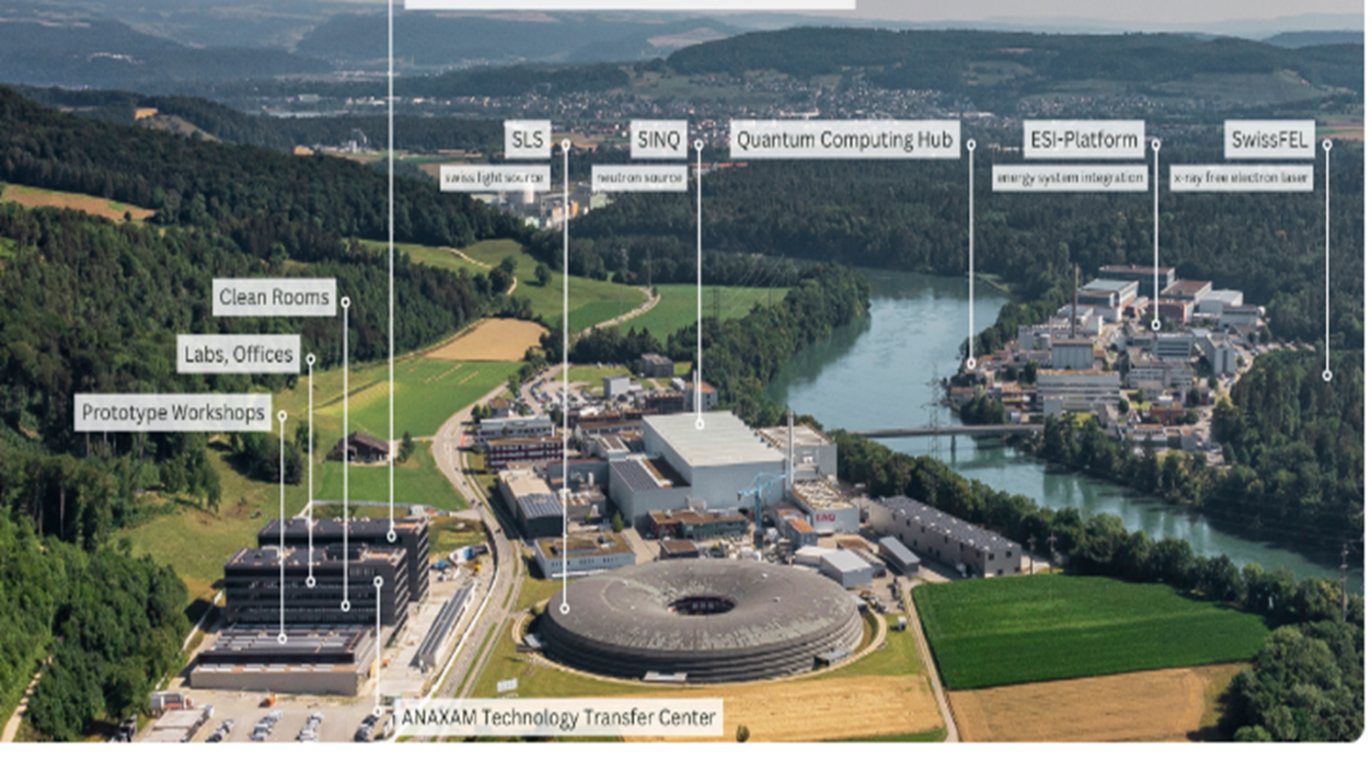 SLS
swiss light source
SINQ
neutron source
Quantum Computing Hub
ESI-Platform
energy system integration
SwissFEL
x-ray free electron laser
Clean Rooms
Labs, Offices
Prototype Workshops
ANAXAM Technology Transfer Center